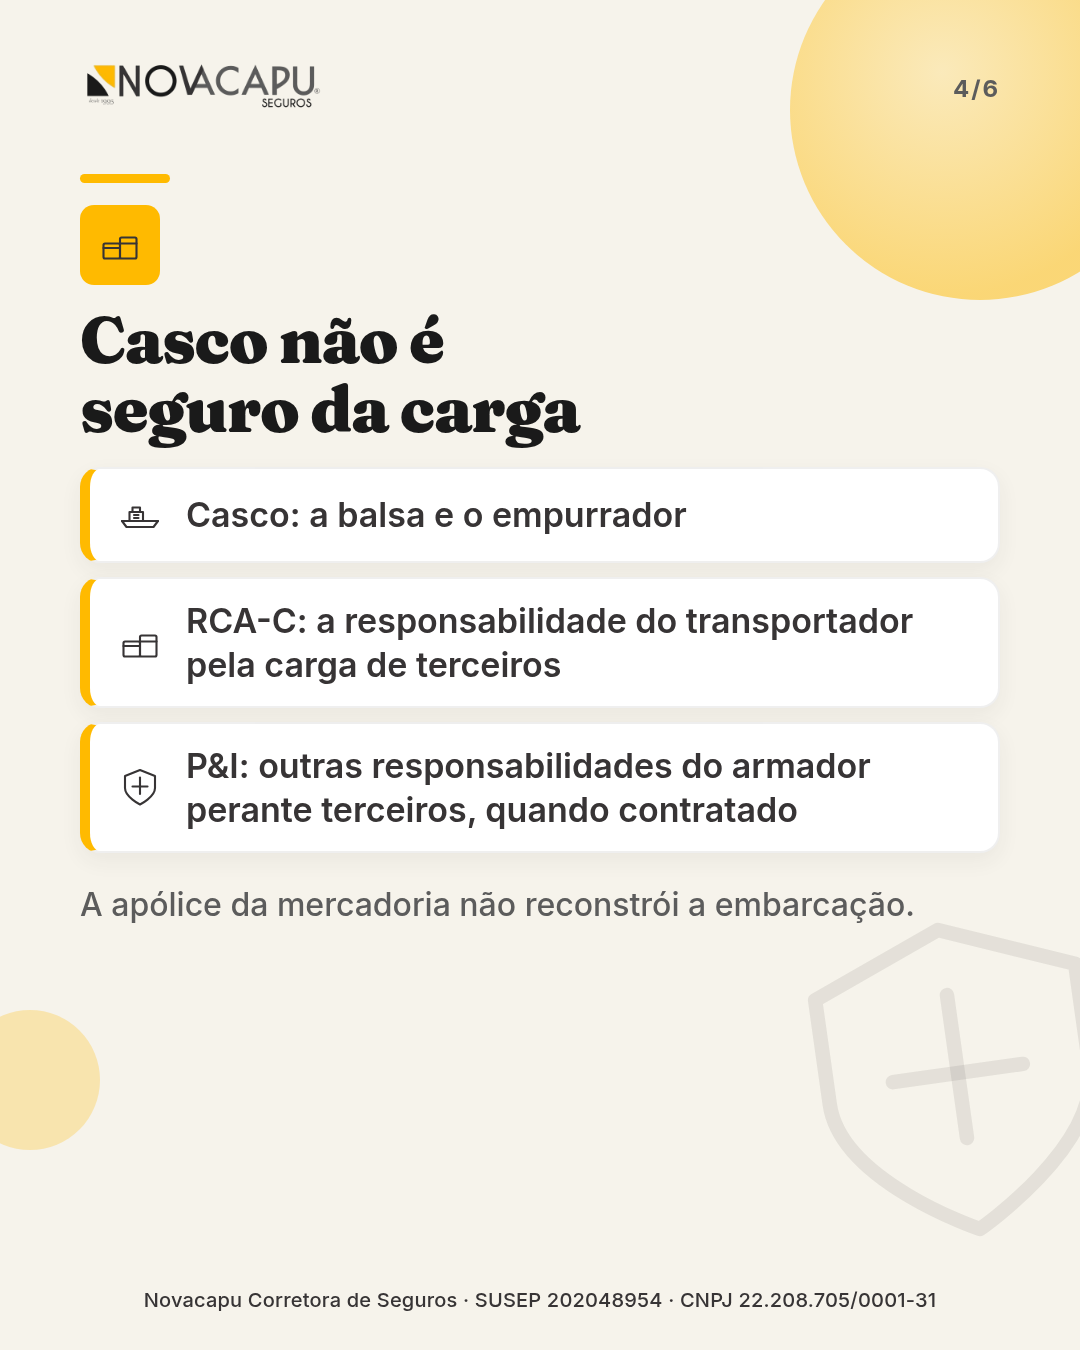 NOVACAPU®
SEGUROS
4/6
Casco não é
seguro da carga
Casco: a balsa e o empurrador
RCA-C: a responsabilidade do transportador
pela carga de terceiros
P&I: outras responsabilidades do armador
perante terceiros, quando contratado
A apólice da mercadoria não reconstrói a embarcação.
Novacapu Corretora de Seguros · SUSEP 202048954 · CNPJ 22.208.705/0001-31